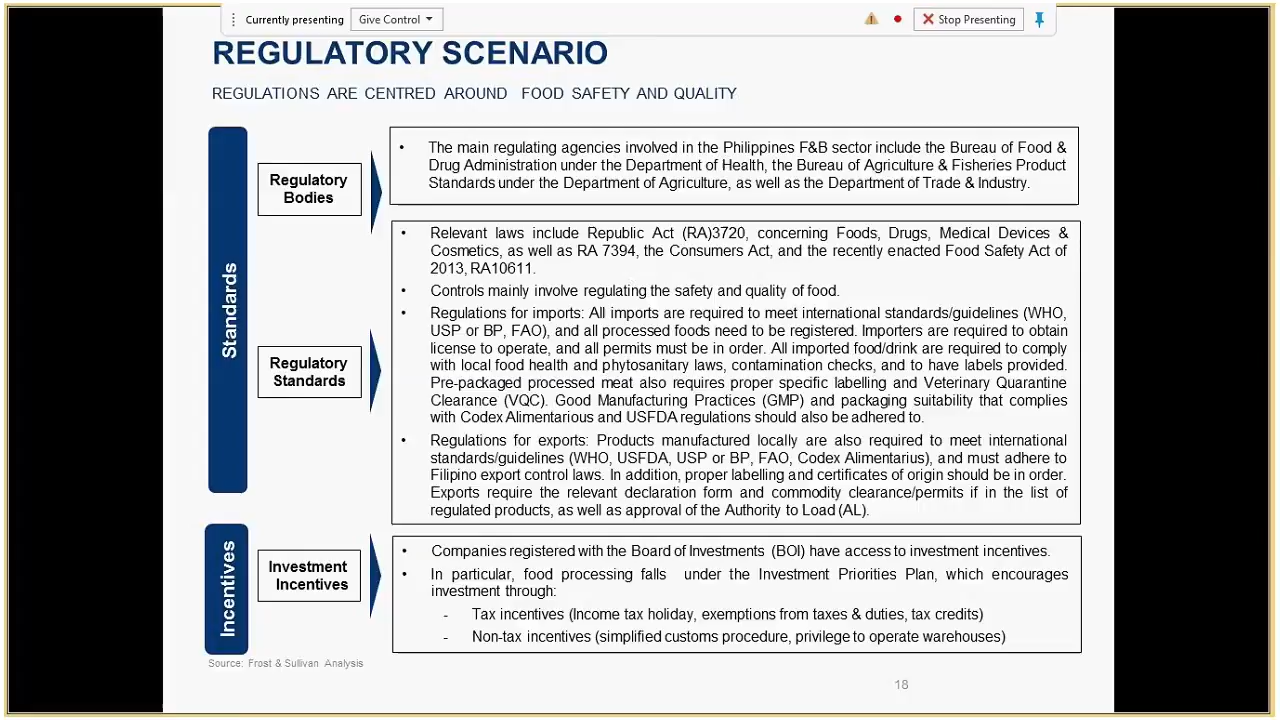 Currently presenting Give Control Stop Presenting
REGULATORY SCENARIO
REGULATIONS ARE CENTRED AROUND FOOD SAFETY AND QUALITY
Standards
Regulatory
Bodies
• The main regulating agencies involved in the Philippines F&B sector include the Bureau of Food &
Drug Administration under the Department of Health, the Bureau of Agriculture & Fisheries Product
Standards under the Department of Agriculture, as well as the Department of Trade & Industry.
Regulatory
Standards
• Relevant laws include Republic Act (RA)3720, concerning Foods, Drugs, Medical Devices &
Cosmetics, as well as RA 7394, the Consumers Act, and the recently enacted Food Safety Act of
2013, RA10611.
• Controls mainly involve regulating the safety and quality of food.
• Regulations for imports: All imports are required to meet international standards/guidelines (WHO,
USP or BP, FAO), and all processed foods need to be registered. Importers are required to obtain
license to operate, and all permits must be in order. All imported food/drink are required to comply
with local food health and phytosanitary laws, contamination checks, and to have labels provided.
Pre-packaged processed meat also requires proper specific labelling and Veterinary Quarantine
Clearance (VQC). Good Manufacturing Practices (GMP) and packaging suitability that complies
with Codex Alimentarious and USFDA regulations should also be adhered to.
• Regulations for exports: Products manufactured locally are also required to meet international
standards/guidelines (WHO, USFDA, USP or BP, FAO, Codex Alimentarius), and must adhere to
Filipino export control laws. In addition, proper labelling and certificates of origin should be in order.
Exports require the relevant declaration form and commodity clearance/permits if in the list of
regulated products, as well as approval of the Authority to Load (AL).
Incentives
Investment
Incentives
• Companies registered with the Board of Investments (BOI) have access to investment incentives.
• In particular, food processing falls under the Investment Priorities Plan, which encourages
investment through:
- Tax incentives (Income tax holiday, exemptions from taxes & duties, tax credits)
- Non-tax incentives (simplified customs procedure, privilege to operate warehouses)
Source: Frost & Sullivan Analysis
18